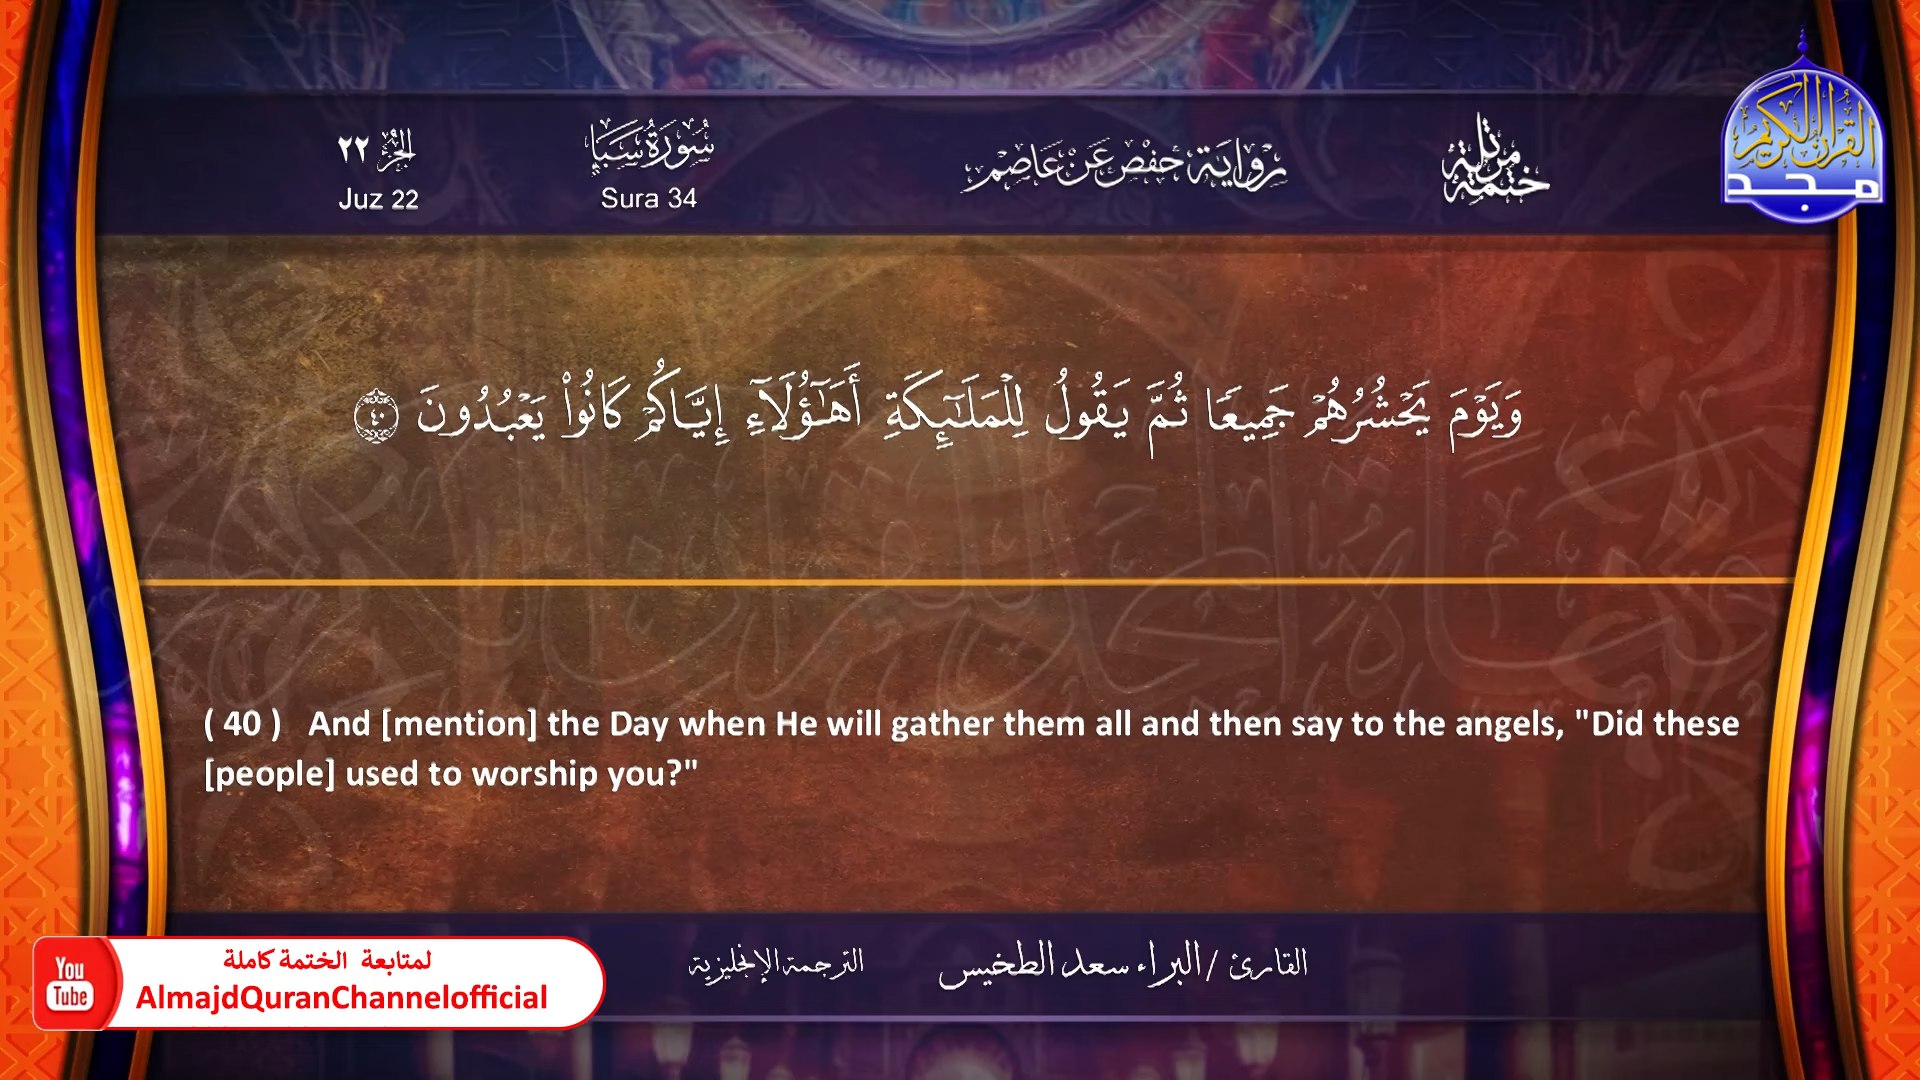 القرآن الكريم
مجد
ختمة مرتلة
رواية حفص عن عاصم
سُورَةُ سَبَإٍ
Sura 34
الجزء ٢٢
Juz 22
وَيَوْمَ يَحْشُرُهُمْ جَمِيعًا ثُمَّ يَقُولُ لِلْمَلَـٰٓئِكَةِ أَهَـٰٓؤُلَآءِ إِيَّاكُمْ كَانُوا۟ يَعْبُدُونَ ٤٠
( 40 ) And [mention] the Day when He will gather them all and then say to the angels, "Did these
[people] used to worship you?"
القارئ / البراء سعد الطخيس
الترجمة الإنجليزية
You
Tube
لمتابعة الختمة كاملة
AlmajdQuranChannelofficial